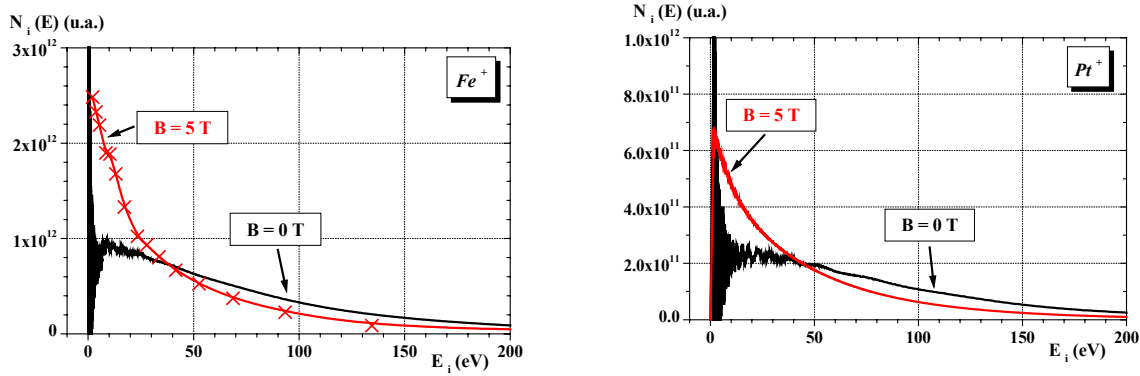 N i (E) (u.a.)
3x10^12
Fe +
B = 5 T
2x10^12
B = 0 T
1x10^12
0
0 50 100 150 200
E i (eV)
N i (E) (u.a.)
1.0x10^12
Pt +
8.0x10^11
B = 5 T
6.0x10^11
4.0x10^11
B = 0 T
2.0x10^11
0.0
0 50 100 150 200
E i (eV)